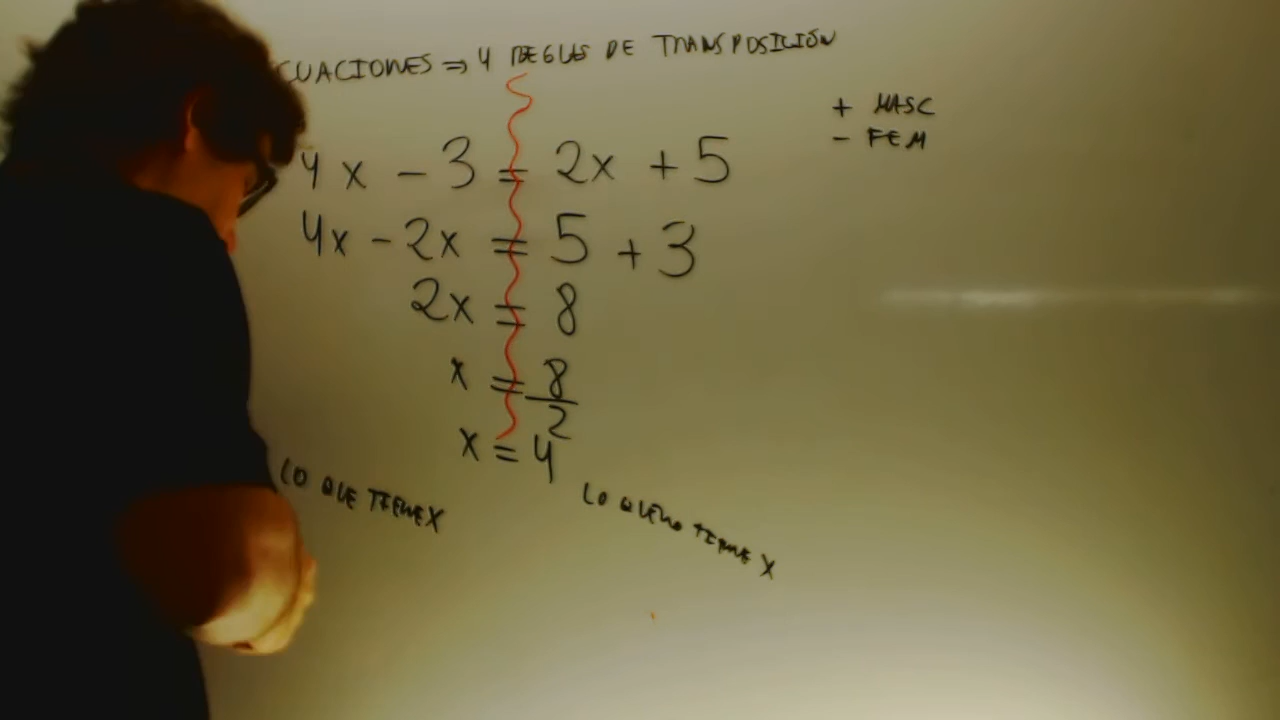 CUACIONES ⇒ 4 REGLAS DE TRANSPOSICIÓN
+ MASC
− FEM
4x − 3 = 2x + 5
4x − 2x = 5 + 3
2x = 8
x = 8/2
x = 4
LO QUE TIENE X
LO QUE NO TIENE X